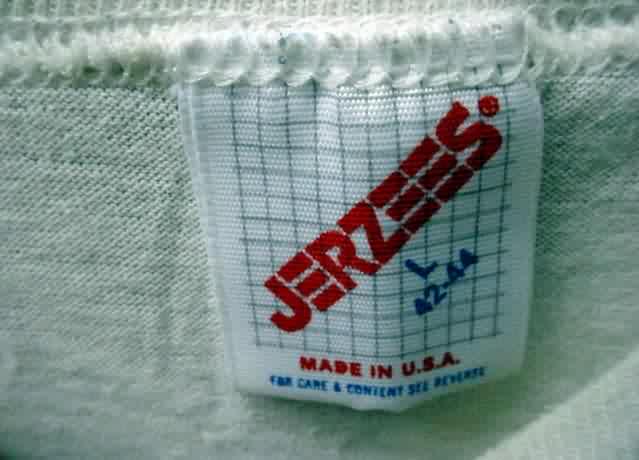 JERZEES®
L
42-44
MADE IN U.S.A.
FOR CARE & CONTENT SEE REVERSE